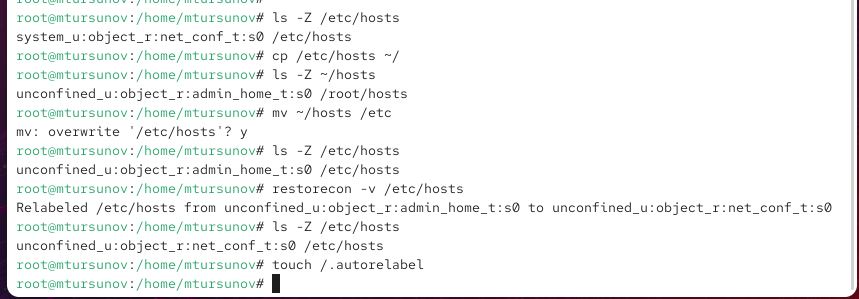 root@mtursunov:/home/mtursunov# ls -Z /etc/hosts
system_u:object_r:net_conf_t:s0 /etc/hosts
root@mtursunov:/home/mtursunov# cp /etc/hosts ~/
root@mtursunov:/home/mtursunov# ls -Z ~/hosts
unconfined_u:object_r:admin_home_t:s0 /root/hosts
root@mtursunov:/home/mtursunov# mv ~/hosts /etc
mv: overwrite '/etc/hosts'? y
root@mtursunov:/home/mtursunov# ls -Z /etc/hosts
unconfined_u:object_r:admin_home_t:s0 /etc/hosts
root@mtursunov:/home/mtursunov# restorecon -v /etc/hosts
Relabeled /etc/hosts from unconfined_u:object_r:admin_home_t:s0 to unconfined_u:object_r:net_conf_t:s0
root@mtursunov:/home/mtursunov# ls -Z /etc/hosts
unconfined_u:object_r:net_conf_t:s0 /etc/hosts
root@mtursunov:/home/mtursunov# touch /.autorelabel
root@mtursunov:/home/mtursunov#